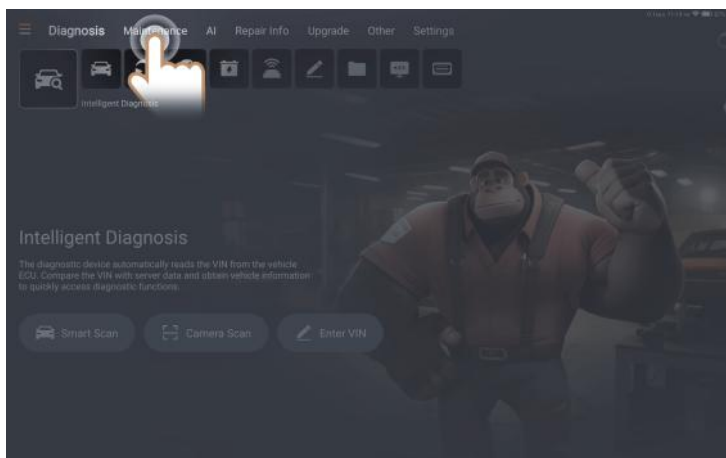 Diagnosis Maintenance AI Repair Info Upgrade Other Settings
Intelligent Diagnosis
Intelligent Diagnosis
The diagnostic device automatically reads the VIN from the vehicle
ECU. Compare the VIN with server data and obtain vehicle information
to quickly access diagnostic functions.
Smart Scan Camera Scan Enter VIN